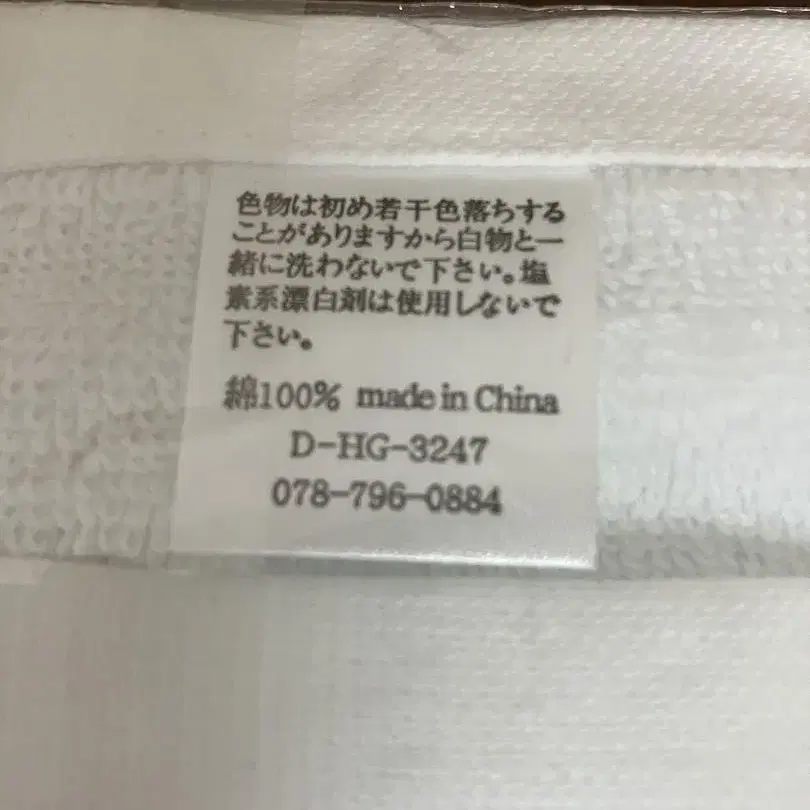 色物は初め若干色落ちする
ことがありますから白物と一
緒に洗わないで下さい。塩
素系漂白剤は使用しないで
下さい。
綿100% made in China
D-HG-3247
078-796-0884